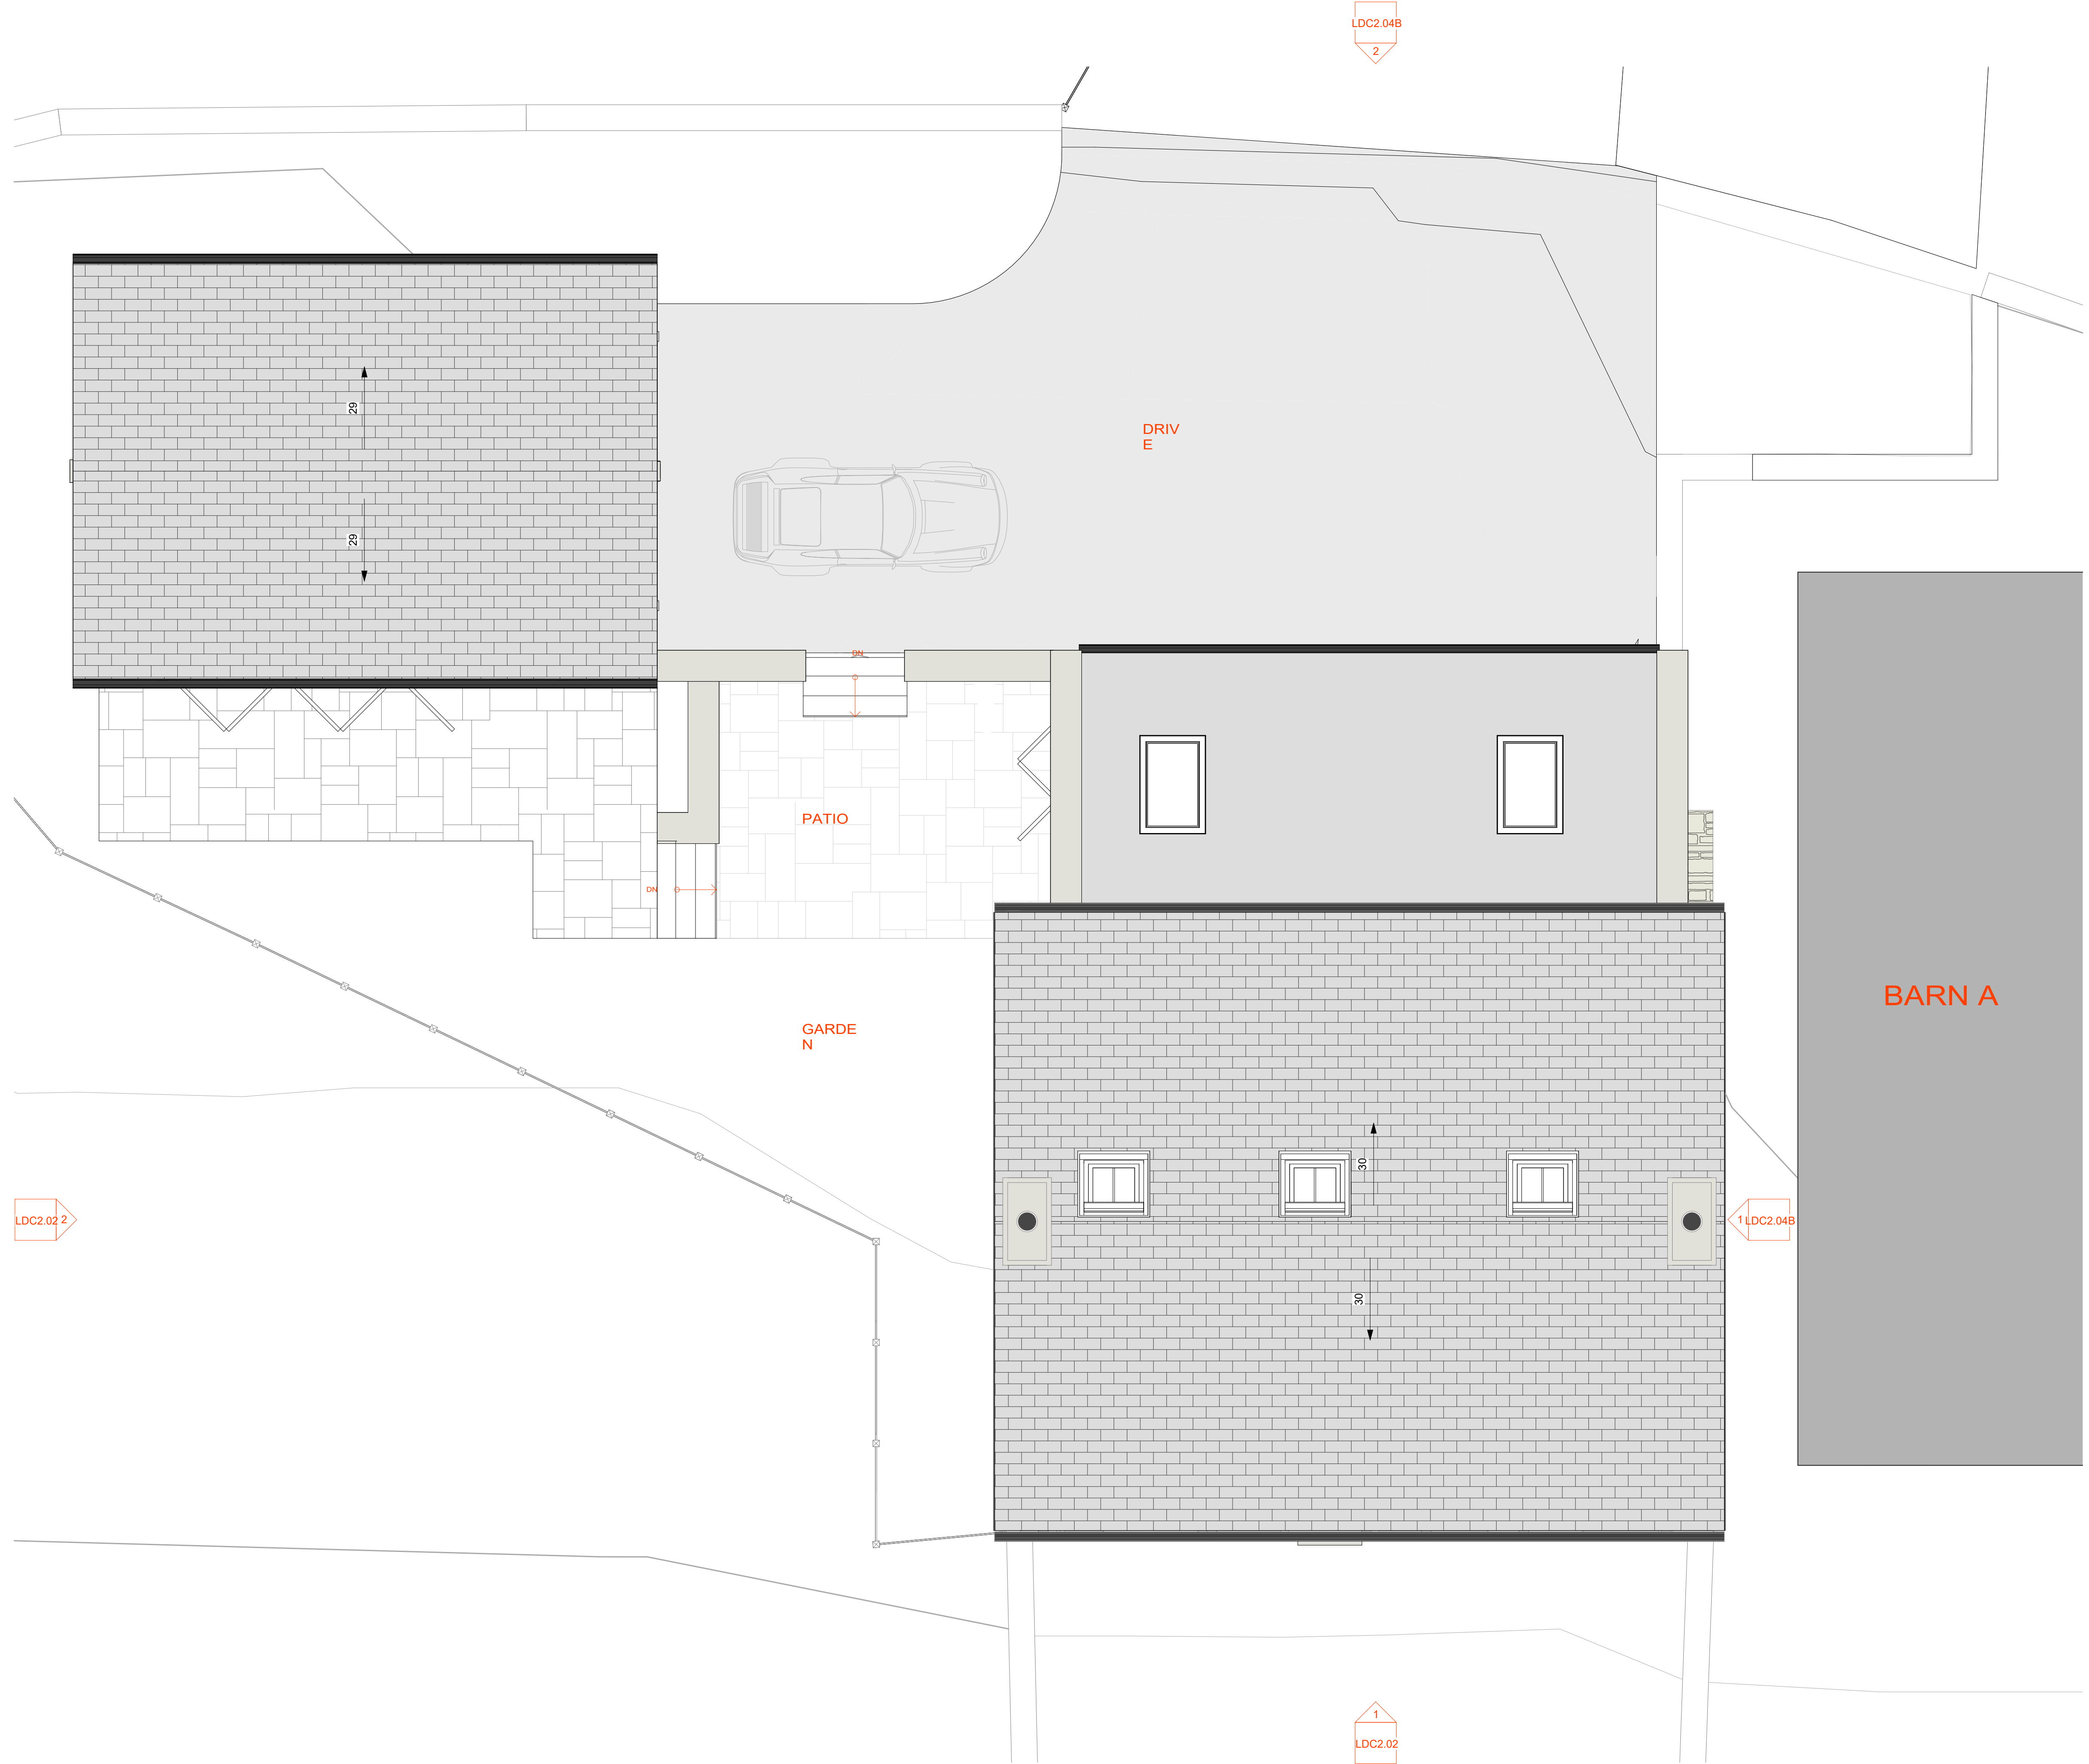 LDC2.04B
2
29
DRIV
E
29
DN
PATIO
DN
BARN A
GARDE
N
30
LDC2.02 2
1 LDC2.04B
30
1
LDC2.02